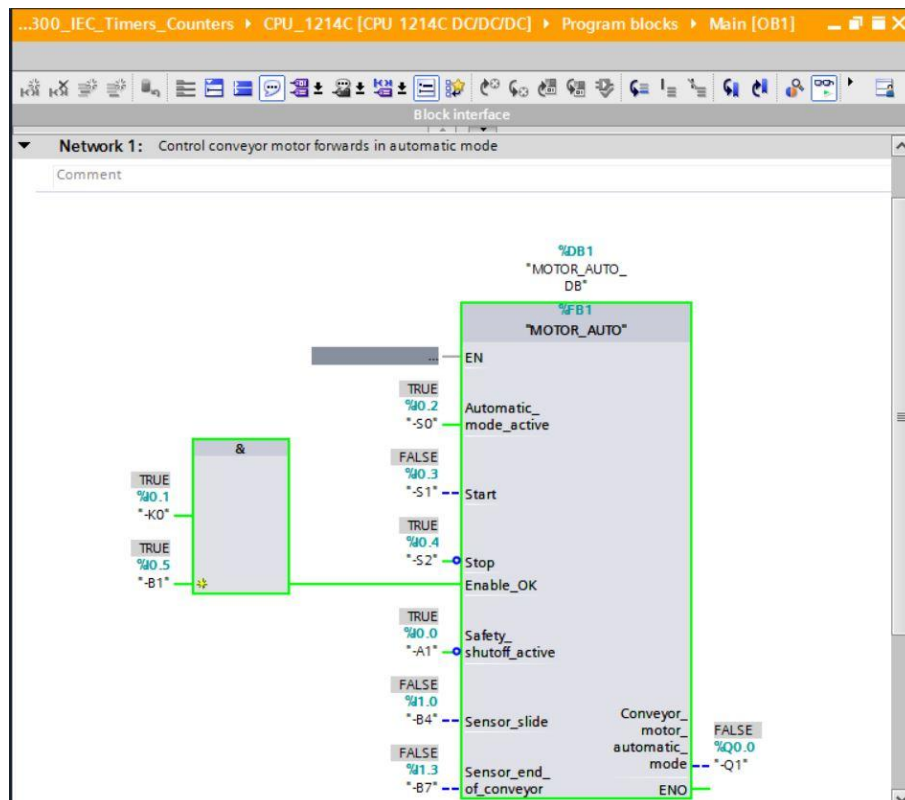 ...300_IEC_Timers_Counters ▸ CPU_1214C [CPU 1214C DC/DC/DC] ▸ Program blocks ▸ Main [OB1]
Block interface
Network 1: Control conveyor motor forwards in automatic mode
Comment
%DB1
"MOTOR_AUTO_
DB"
%FB1
"MOTOR_AUTO"
...
EN
TRUE
%I0.2
"-S0"
Automatic_
mode_active
&
FALSE
%I0.3
"-S1"
Start
TRUE
%I0.1
"-K0"
TRUE
%I0.4
"-S2"
Stop
TRUE
%I0.5
"-B1"
Enable_OK
TRUE
%I0.0
"-A1"
Safety_
shutoff_active
FALSE
%I1.0
"-B4"
Sensor_slide
Conveyor_
motor_
automatic_
mode
FALSE
%Q0.0
"-Q1"
FALSE
%I1.3
"-B7"
Sensor_end_
of_conveyor
ENO